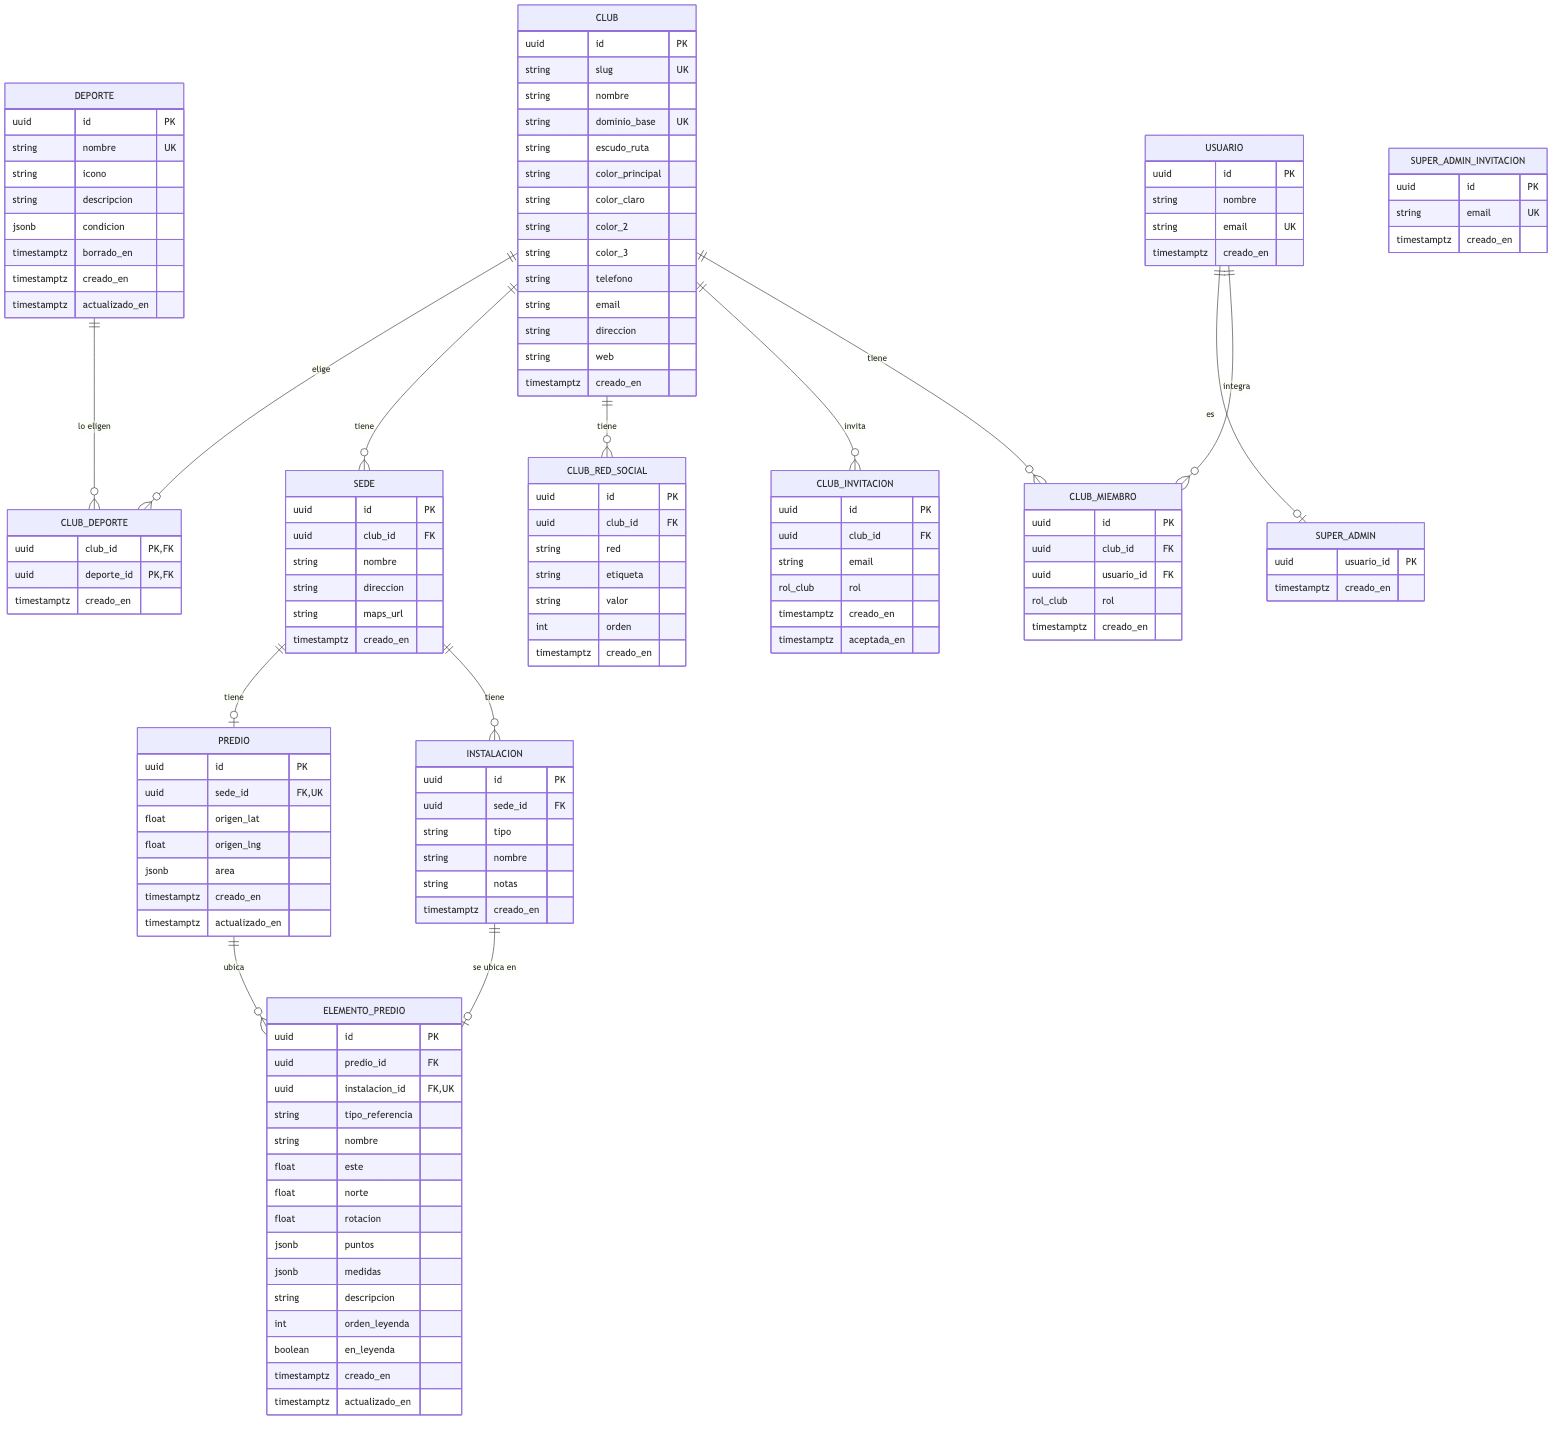 CLUB
uuid id PK
string slug UK
string nombre
string dominio_base UK
string escudo_ruta
string color_principal
string color_claro
string color_2
string color_3
string telefono
string email
string direccion
string web
timestamptz creado_en
DEPORTE
uuid id PK
string nombre UK
string icono
string descripcion
jsonb condicion
timestamptz borrado_en
timestamptz creado_en
timestamptz actualizado_en
USUARIO
uuid id PK
string nombre
string email UK
timestamptz creado_en
SUPER_ADMIN_INVITACION
uuid id PK
string email UK
timestamptz creado_en
lo eligen
elige
tiene
tiene
invita
tiene
integra
es
CLUB_DEPORTE
uuid club_id PK,FK
uuid deporte_id PK,FK
timestamptz creado_en
SEDE
uuid id PK
uuid club_id FK
string nombre
string direccion
string maps_url
timestamptz creado_en
CLUB_RED_SOCIAL
uuid id PK
uuid club_id FK
string red
string etiqueta
string valor
int orden
timestamptz creado_en
CLUB_INVITACION
uuid id PK
uuid club_id FK
string email
rol_club rol
timestamptz creado_en
timestamptz aceptada_en
CLUB_MIEMBRO
uuid id PK
uuid club_id FK
uuid usuario_id FK
rol_club rol
timestamptz creado_en
SUPER_ADMIN
uuid usuario_id PK
timestamptz creado_en
tiene
tiene
PREDIO
uuid id PK
uuid sede_id FK,UK
float origen_lat
float origen_lng
jsonb area
timestamptz creado_en
timestamptz actualizado_en
INSTALACION
uuid id PK
uuid sede_id FK
string tipo
string nombre
string notas
timestamptz creado_en
ubica
se ubica en
ELEMENTO_PREDIO
uuid id PK
uuid predio_id FK
uuid instalacion_id FK,UK
string tipo_referencia
string nombre
float este
float norte
float rotacion
jsonb puntos
jsonb medidas
string descripcion
int orden_leyenda
boolean en_leyenda
timestamptz creado_en
timestamptz actualizado_en